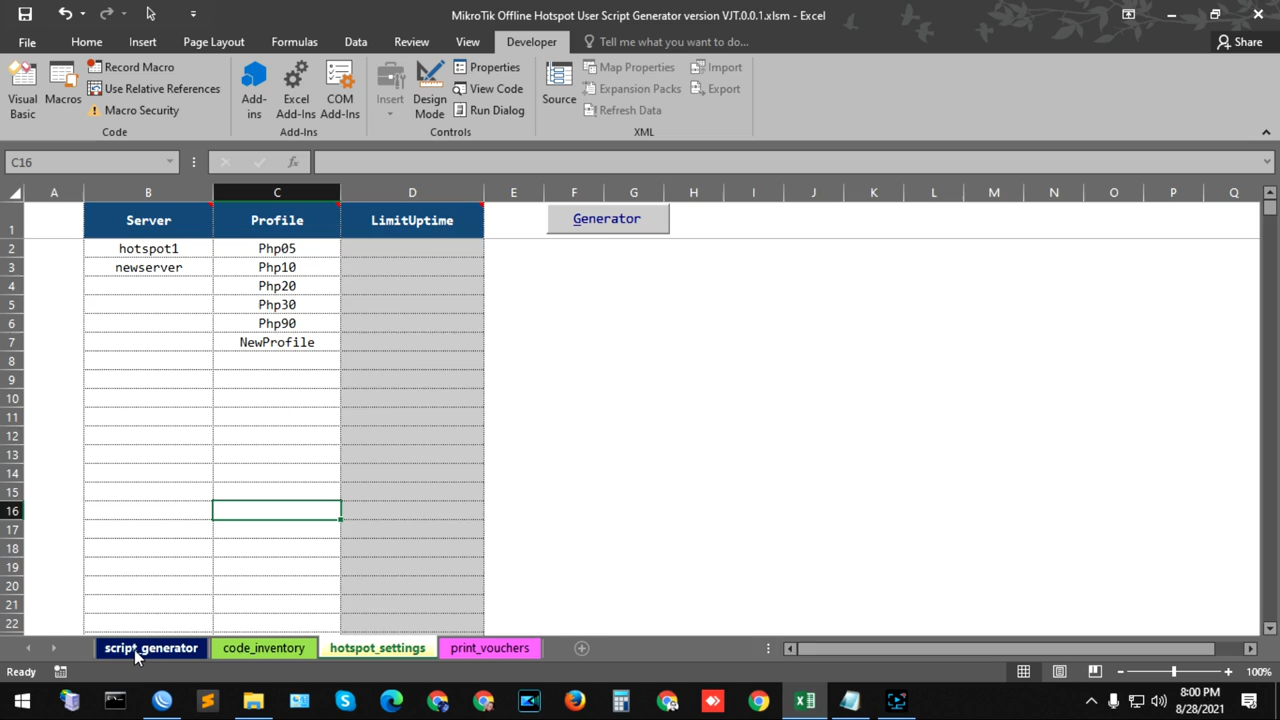 MikroTik Offline Hotspot User Script Generator version VJT.0.0.1.xlsm - Excel
File Home Insert Page Layout Formulas Data Review View Developer Tell me what you want to do... Share
Visual Basic
Macros
Record Macro
Use Relative References
Macro Security
Code
Add-ins
Excel Add-Ins
COM Add-Ins
Add-Ins
Insert
Design Mode
Properties
View Code
Run Dialog
Controls
Source
Map Properties
Expansion Packs
Refresh Data
Import
Export
XML
C16
fx
A B C D E F G H I J K L M N O P Q
1 Server Profile LimitUptime Generator
2 hotspot1 Php05
3 newserver Php10
4 Php20
5 Php30
6 Php90
7 NewProfile
8
9
10
11
12
13
14
15
16
17
18
19
20
21
22
script_generator code_inventory hotspot_settings print_vouchers
Ready 100%
8:00 PM
8/28/2021